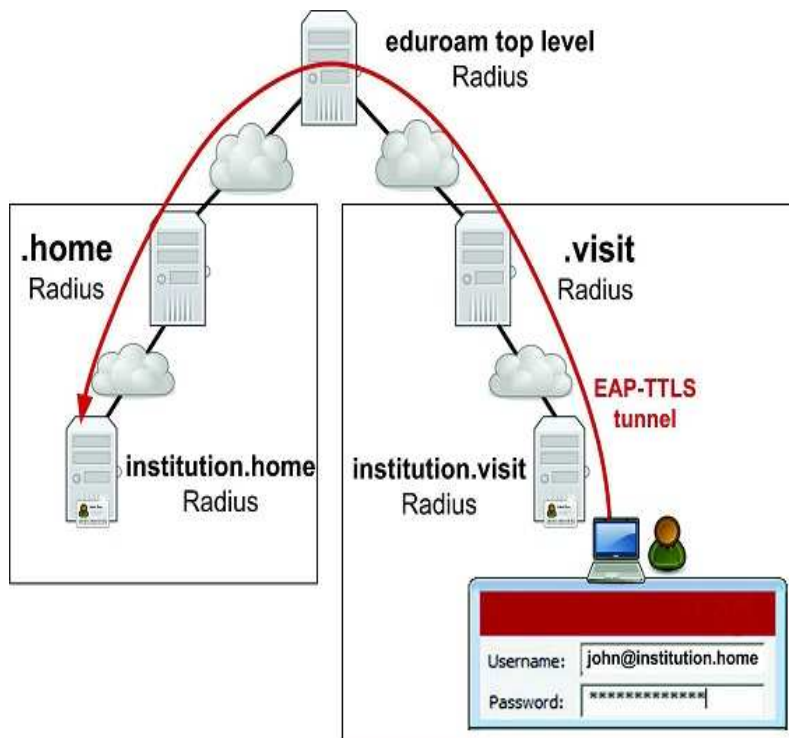 eduroam top level
Radius
.home
Radius
.visit
Radius
EAP-TTLS
tunnel
institution.home
Radius
institution.visit
Radius
Username: john@institution.home
Password: *************